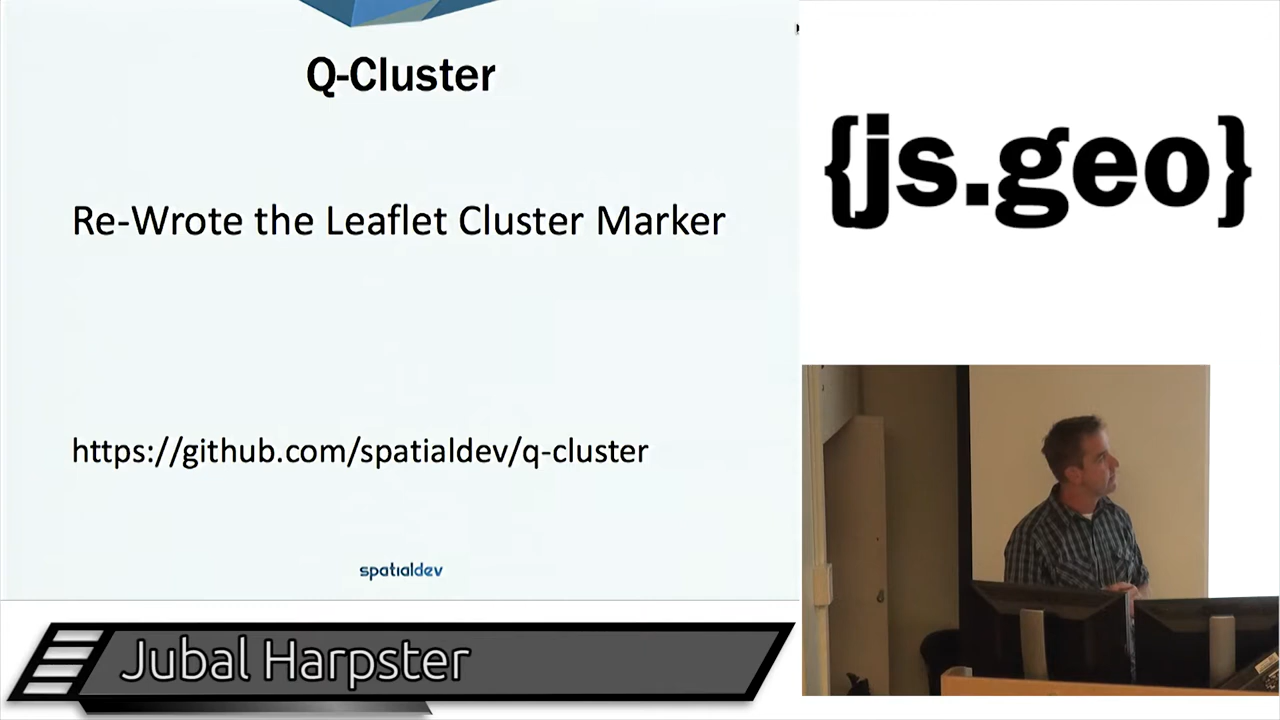 Q-Cluster
Re-Wrote the Leaflet Cluster Marker
https://github.com/spatialdev/q-cluster
spatialdev
{js.geo}
Jubal Harpster